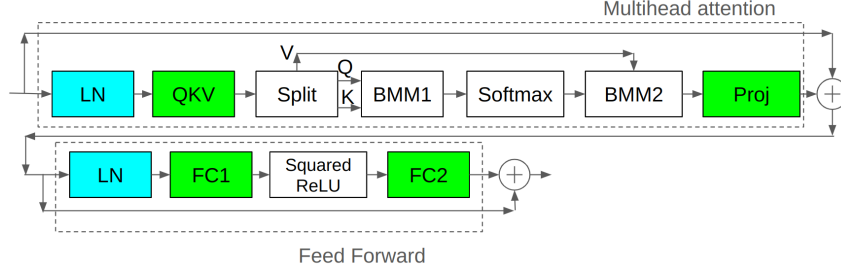 Multihead attention
V
Q
K
LN
QKV
Split
BMM1
Softmax
BMM2
Proj
LN
FC1
Squared
ReLU
FC2
Feed Forward